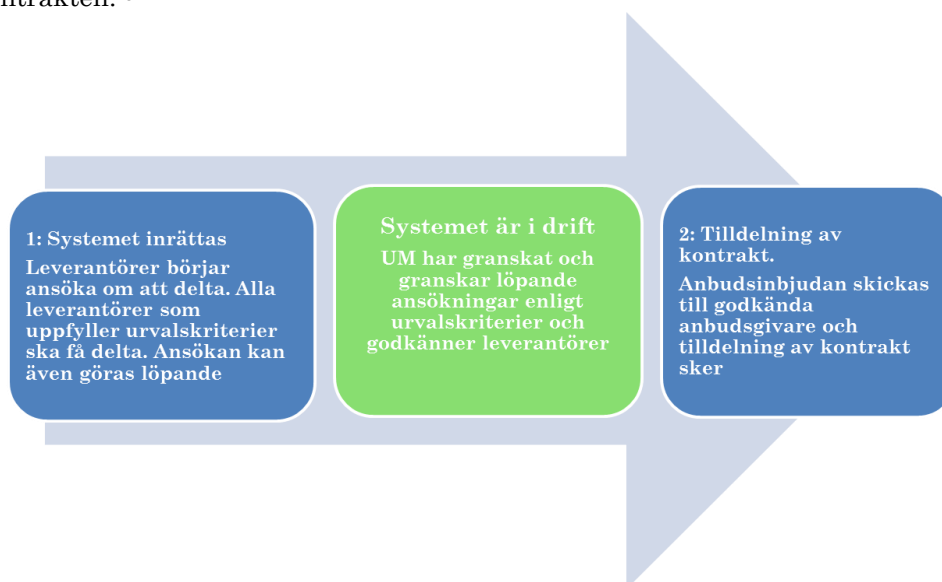 1: Systemet inrättas
Leverantörer börjar
ansöka om att delta. Alla
leverantörer som
uppfyller urvalskriterier
ska få delta. Ansökan kan
även göras löpande
Systemet är i drift
UM har granskat och
granskar löpande
ansökningar enligt
urvalskriterier och
godkänner leverantörer
2: Tilldelning av
kontrakt.
Anbudsinbjudan skickas
till godkända
anbudsgivare och
tilldelning av kontrakt
sker